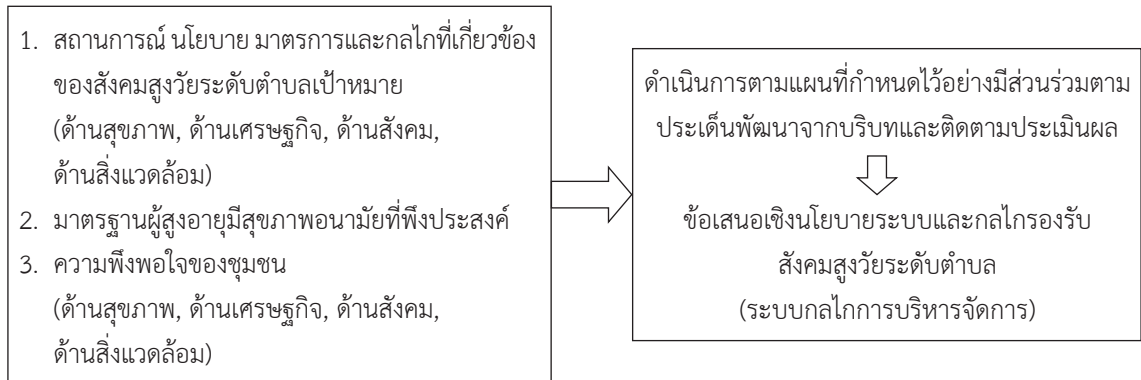 1. สถานการณ์ นโยบาย มาตรการและกลไกที่เกี่ยวข้อง
ของสังคมสูงวัยระดับตำบลเป้าหมาย
(ด้านสุขภาพ, ด้านเศรษฐกิจ, ด้านสังคม,
ด้านสิ่งแวดล้อม)
2. มาตรฐานผู้สูงอายุมีสุขภาพอนามัยที่พึงประสงค์
3. ความพึงพอใจของชุมชน
(ด้านสุขภาพ, ด้านเศรษฐกิจ, ด้านสังคม,
ด้านสิ่งแวดล้อม)
ดำเนินการตามแผนที่กำหนดไว้อย่างมีส่วนร่วมตาม
ประเด็นพัฒนาจากบริบทและติดตามประเมินผล
ข้อเสนอเชิงนโยบายระบบและกลไกรองรับ
สังคมสูงวัยระดับตำบล
(ระบบกลไกการบริหารจัดการ)